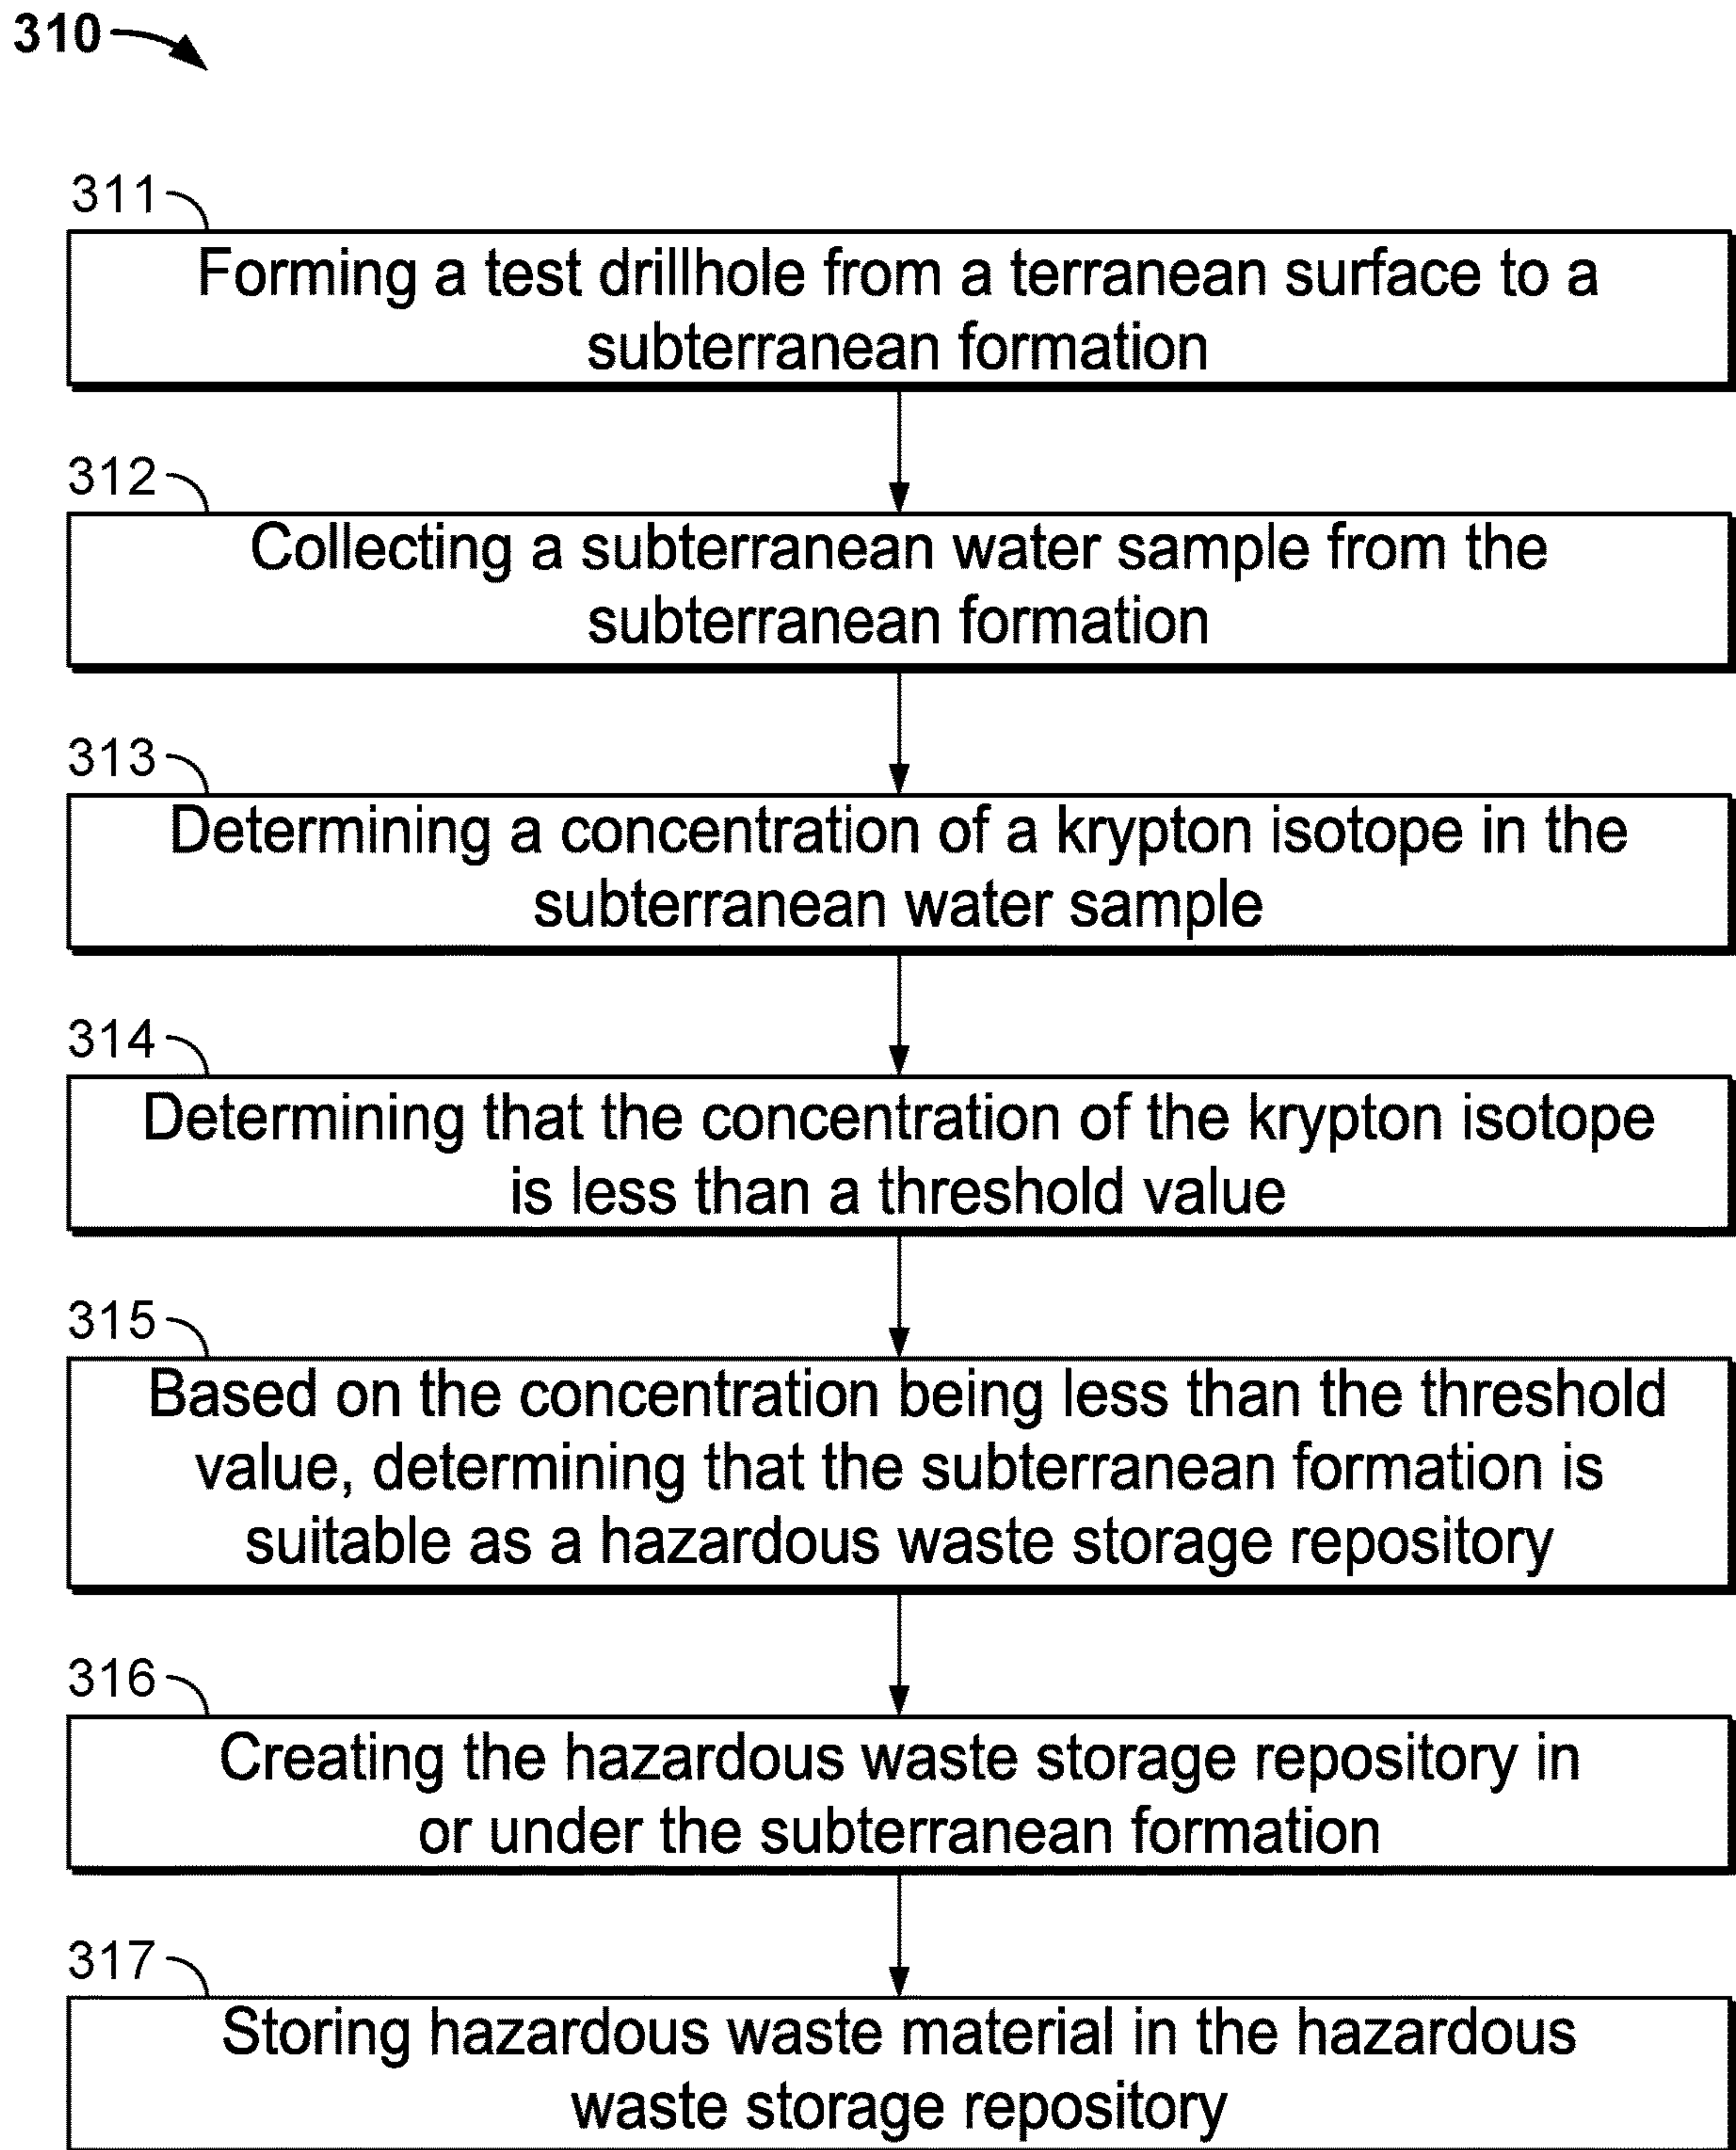 310
311
Forming a test drillhole from a terranean surface to a
subterranean formation
312
Collecting a subterranean water sample from the
subterranean formation
313
Determining a concentration of a krypton isotope in the
subterranean water sample
314
Determining that the concentration of the krypton isotope
is less than a threshold value
315
Based on the concentration being less than the threshold
value, determining that the subterranean formation is
suitable as a hazardous waste storage repository
316
Creating the hazardous waste storage repository in
or under the subterranean formation
317
Storing hazardous waste material in the hazardous
waste storage repository